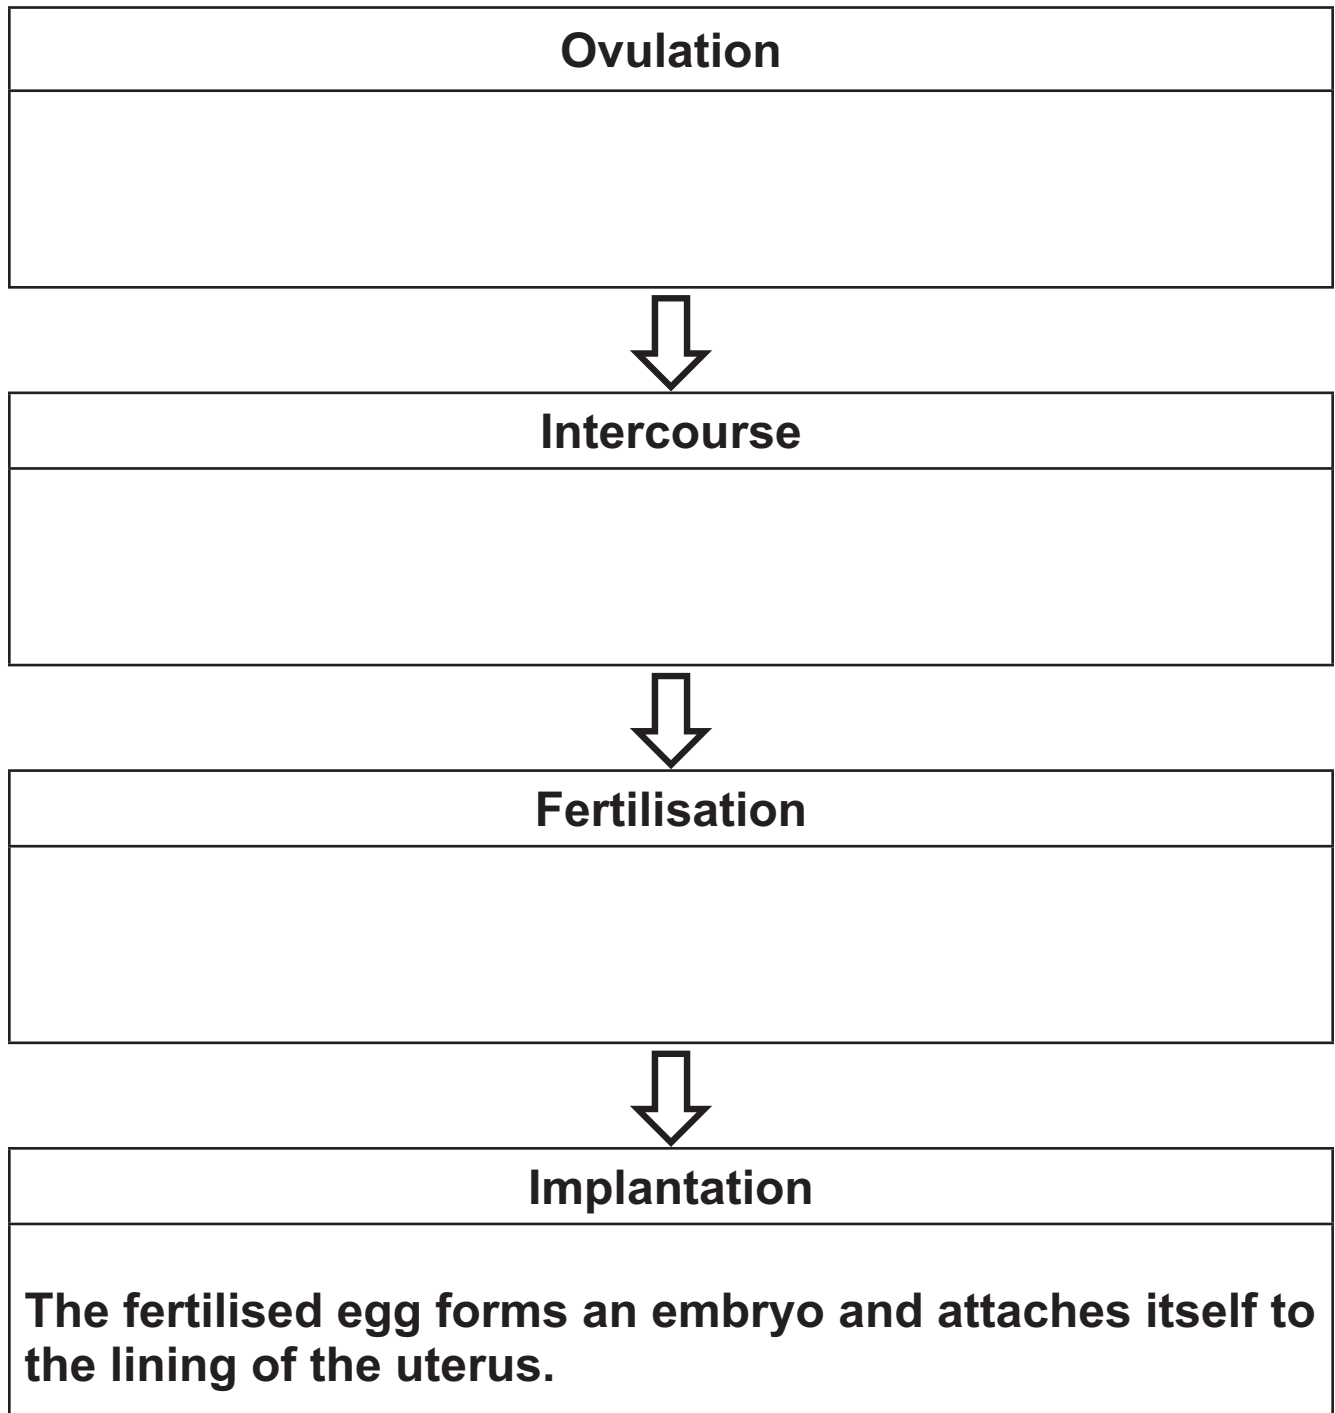 Ovulation
Intercourse
Fertilisation
Implantation
The fertilised egg forms an embryo and attaches itself to
the lining of the uterus.